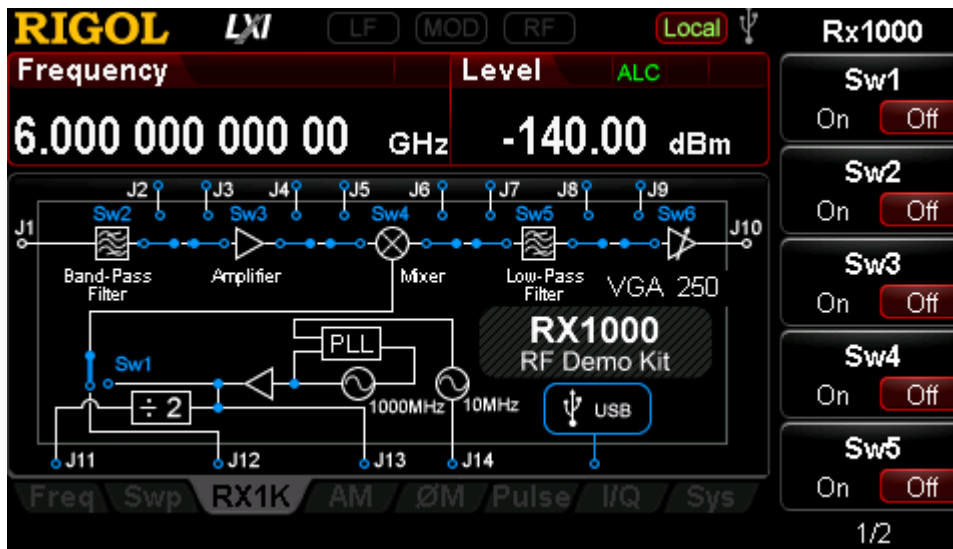 RIGOL LXI LF MOD RF Local Rx1000
Frequency Level ALC Sw1
On Off
6.000 000 000 00 GHz -140.00 dBm
Sw2
On Off
J2 J3 J4 J5 J6 J7 J8 J9
Sw2 Sw3 Sw4 Sw5 Sw6
J1 J10
Band-Pass Filter Amplifier Mixer Low-Pass Filter VGA 250
Sw3
On Off
RX1000
RF Demo Kit
PLL
Sw1
Sw4
On Off
÷ 2 1000MHz 10MHz USB
J11 J12 J13 J14
Sw5
On Off
Freq Swp RX1K AM ØM Pulse I/Q Sys
1/2